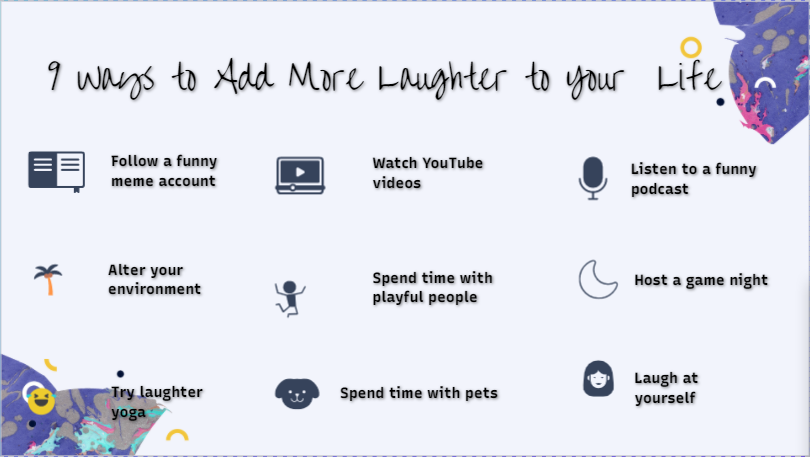 9 Ways to Add More Laughter to your Life
Follow a funny
meme account
Watch YouTube
videos
Listen to a funny
podcast
Alter your
environment
Spend time with
playful people
Host a game night
Try laughter
yoga
Spend time with pets
Laugh at
yourself